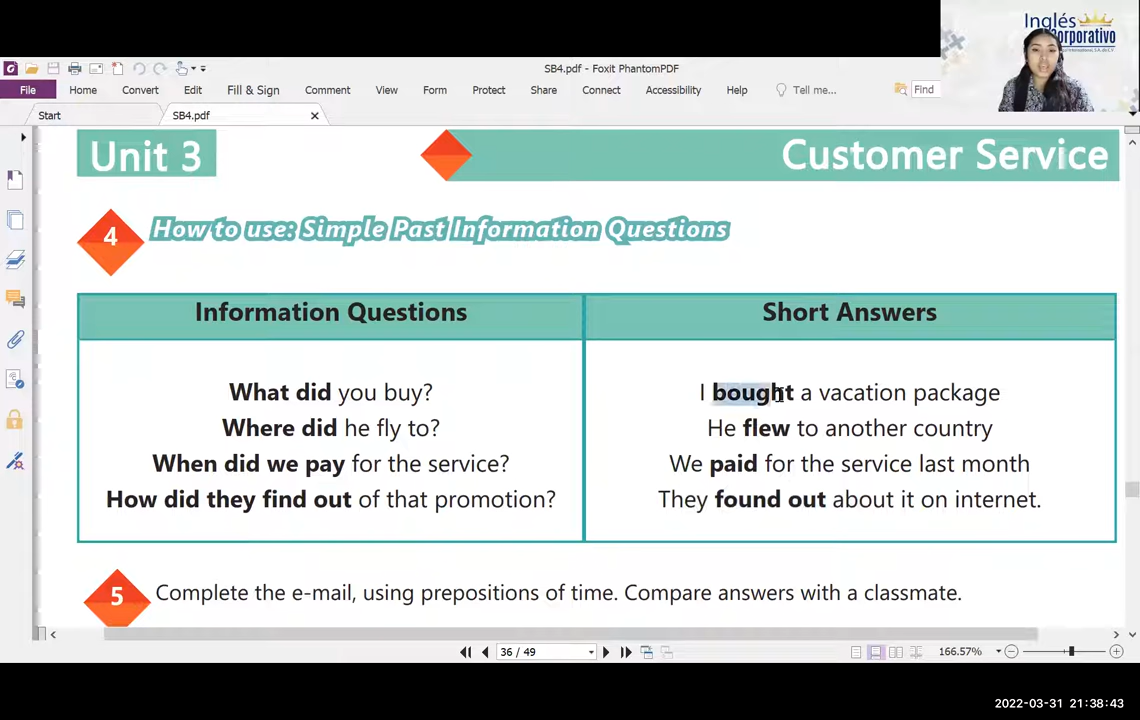 Inglés
Corporativo
SB4.pdf - Foxit PhantomPDF
File Home Convert Edit Fill & Sign Comment View Form Protect Share Connect Accessibility Help Tell me... Find
Start SB4.pdf
Unit 3
Customer Service
4 How to use: Simple Past Information Questions
Information Questions Short Answers
What did you buy? I bought a vacation package
Where did he fly to? He flew to another country
When did we pay for the service? We paid for the service last month
How did they find out of that promotion? They found out about it on internet.
5 Complete the e-mail, using prepositions of time. Compare answers with a classmate.
36 / 49 166.57%
2022-03-31 21:38:43